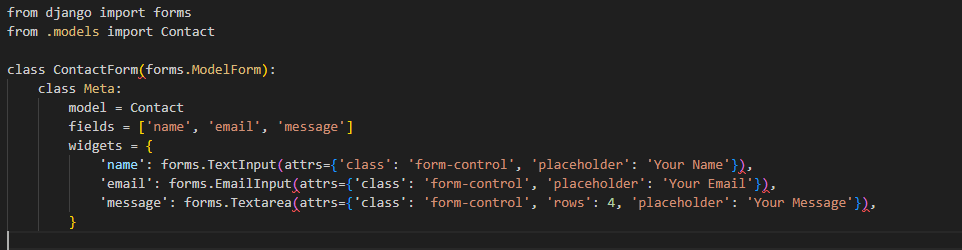 from django import forms
from .models import Contact

class ContactForm(forms.ModelForm):
    class Meta:
        model = Contact
        fields = ['name', 'email', 'message']
        widgets = {
            'name': forms.TextInput(attrs={'class': 'form-control', 'placeholder': 'Your Name'}),
            'email': forms.EmailInput(attrs={'class': 'form-control', 'placeholder': 'Your Email'}),
            'message': forms.Textarea(attrs={'class': 'form-control', 'rows': 4, 'placeholder': 'Your Message'}),
        }